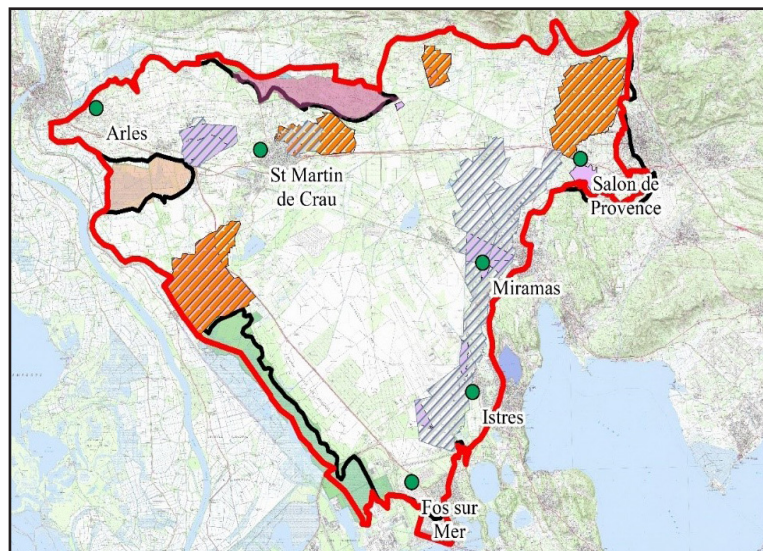 Arles
St Martin
de Crau
Salon de
Provence
Miramas
Istres
Fos sur
Mer